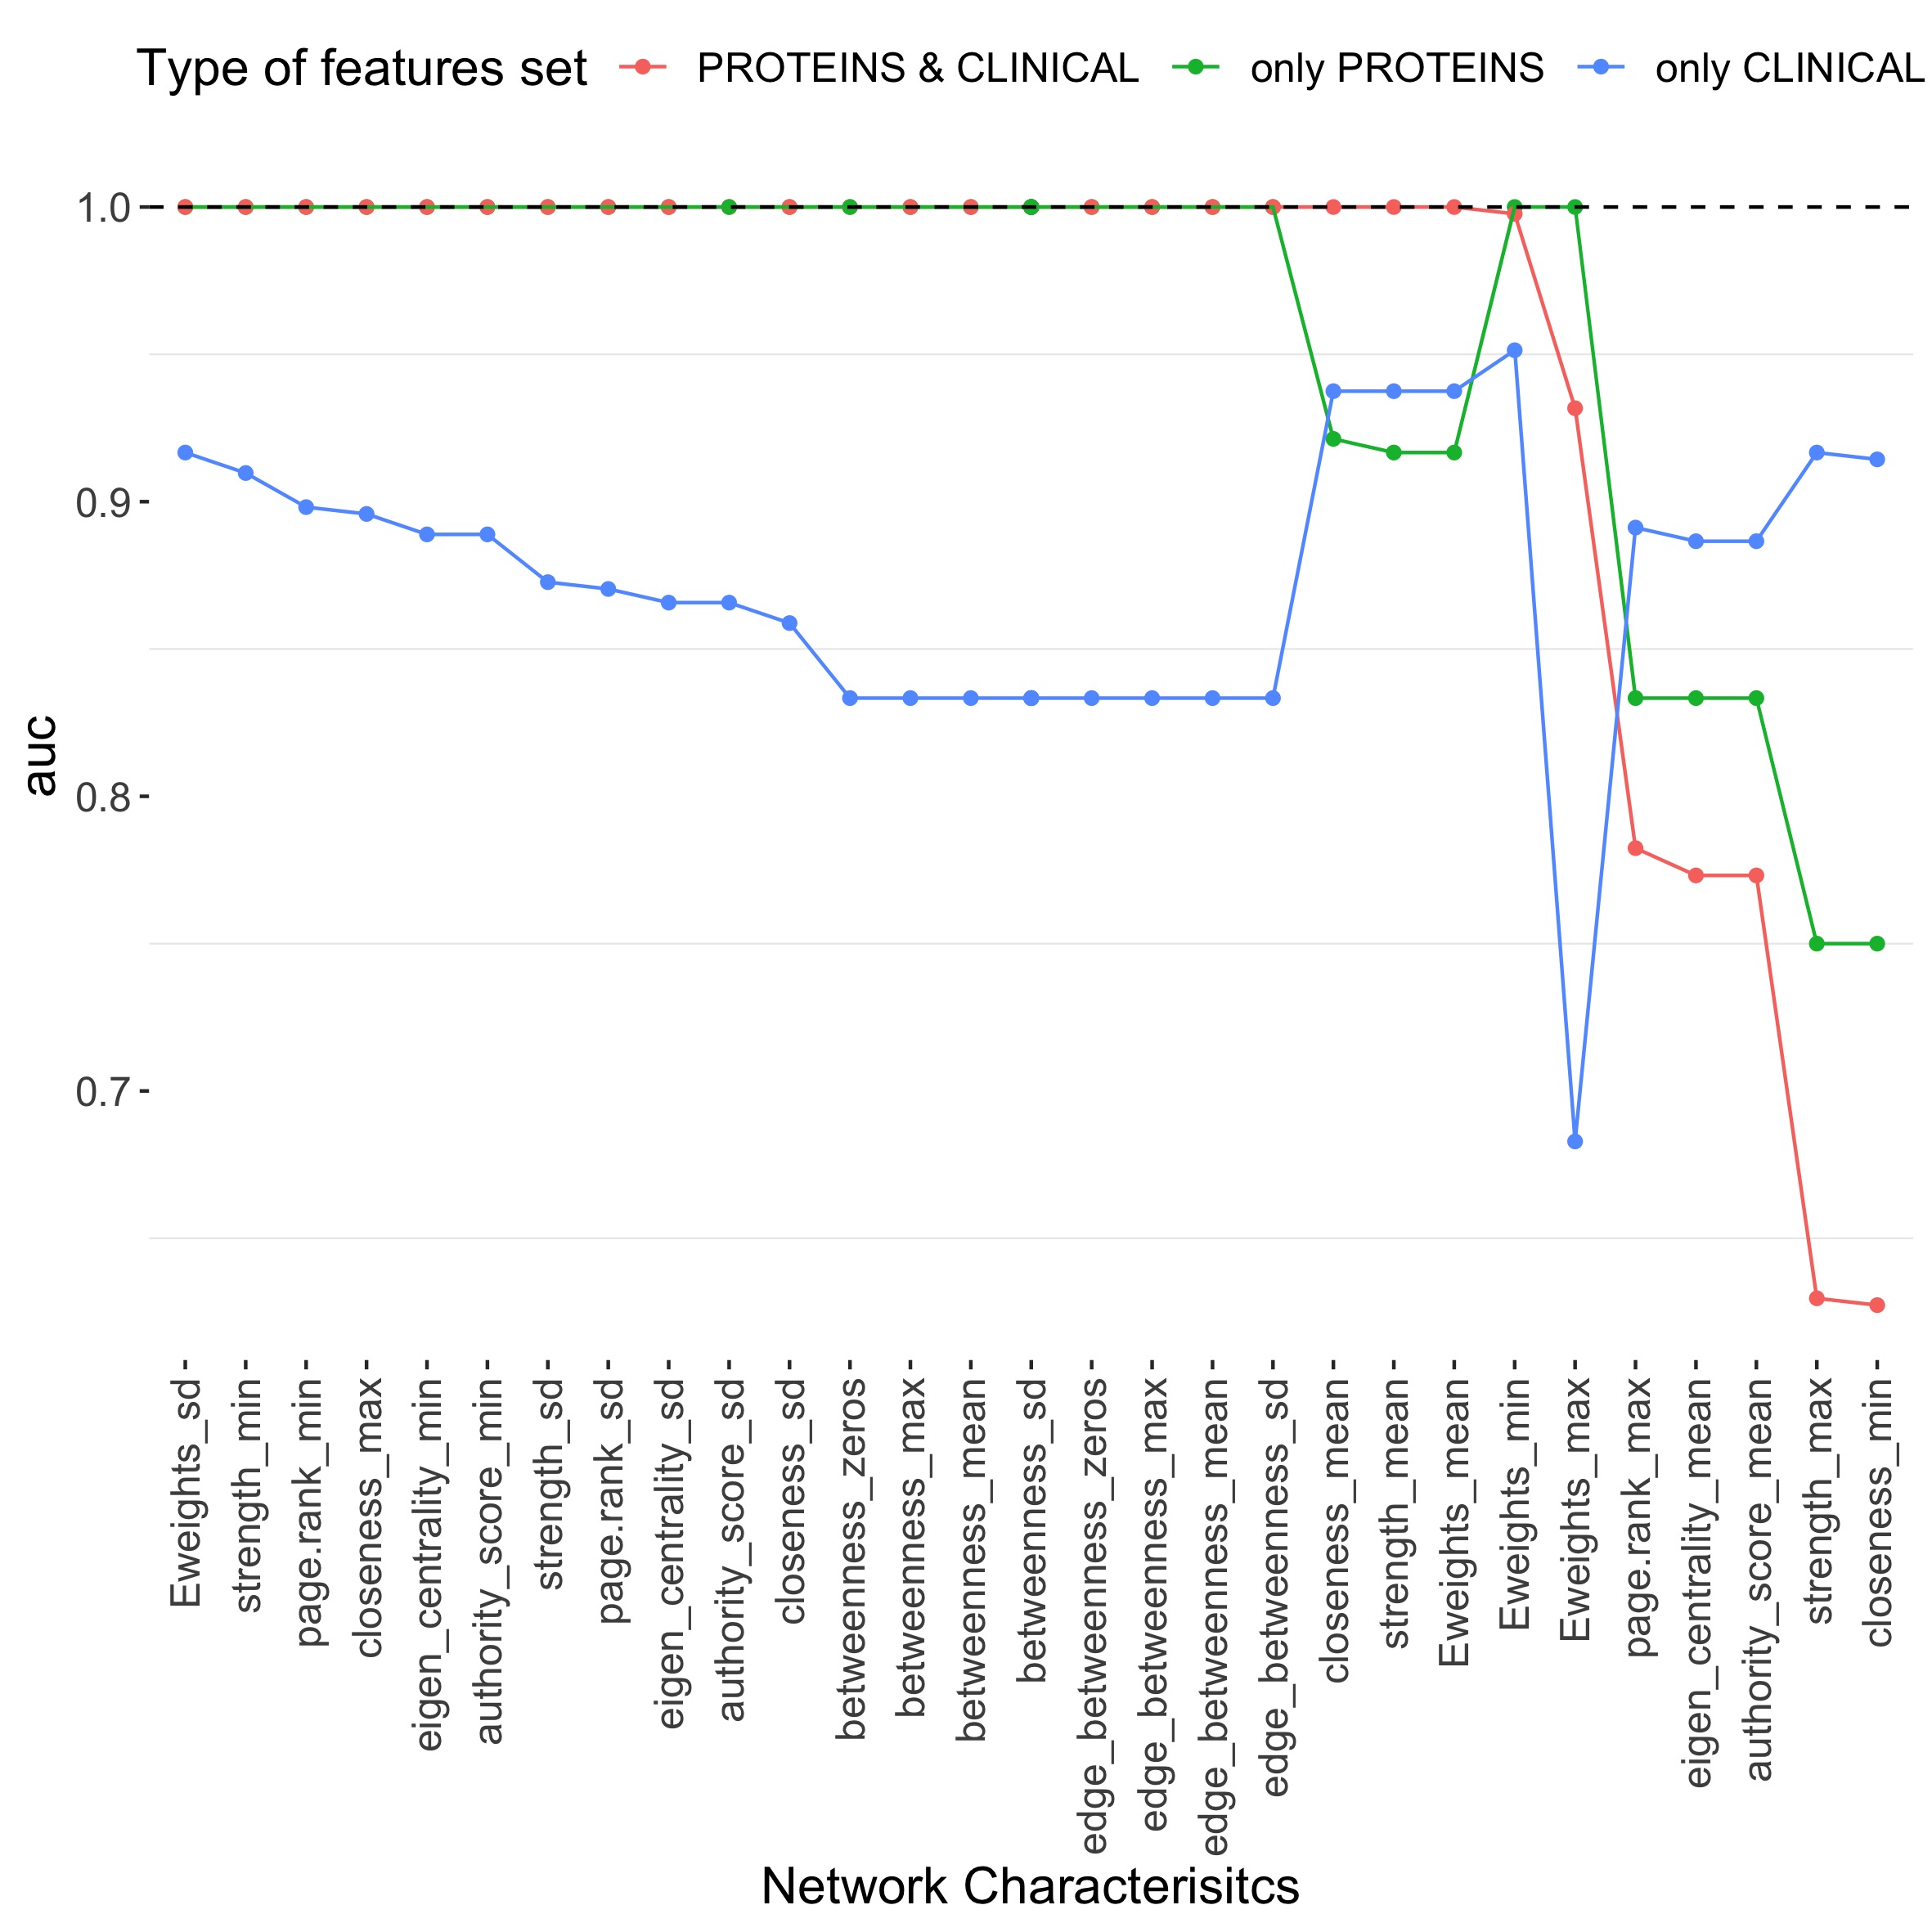 Type of features set PROTEINS & CLINICAL only PROTEINS only CLINICAL
1.0
0.9
0.8
0.7
auc
Eweights_sd
strength_min
page.rank_min
closeness_max
eigen_centrality_min
authority_score_min
strength_sd
page.rank_sd
eigen_centrality_sd
authority_score_sd
closeness_sd
betweenness_zeros
betweenness_max
betweenness_mean
betweenness_sd
edge_betweenness_zeros
edge_betweenness_max
edge_betweenness_mean
edge_betweenness_sd
closeness_mean
strength_mean
Eweights_mean
Eweights_min
Eweights_max
page.rank_max
eigen_centrality_mean
authority_score_mean
strength_max
closeness_min
Network Characterisitcs